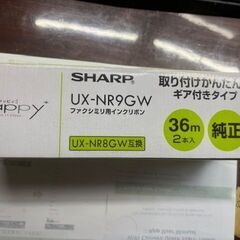 appy+
SHARP
UX-NR9GW
ファクシミリ用インクリボン
UX-NR8GW互換
取り付けかんたん
ギア付きタイプ
36m
2本入
純正